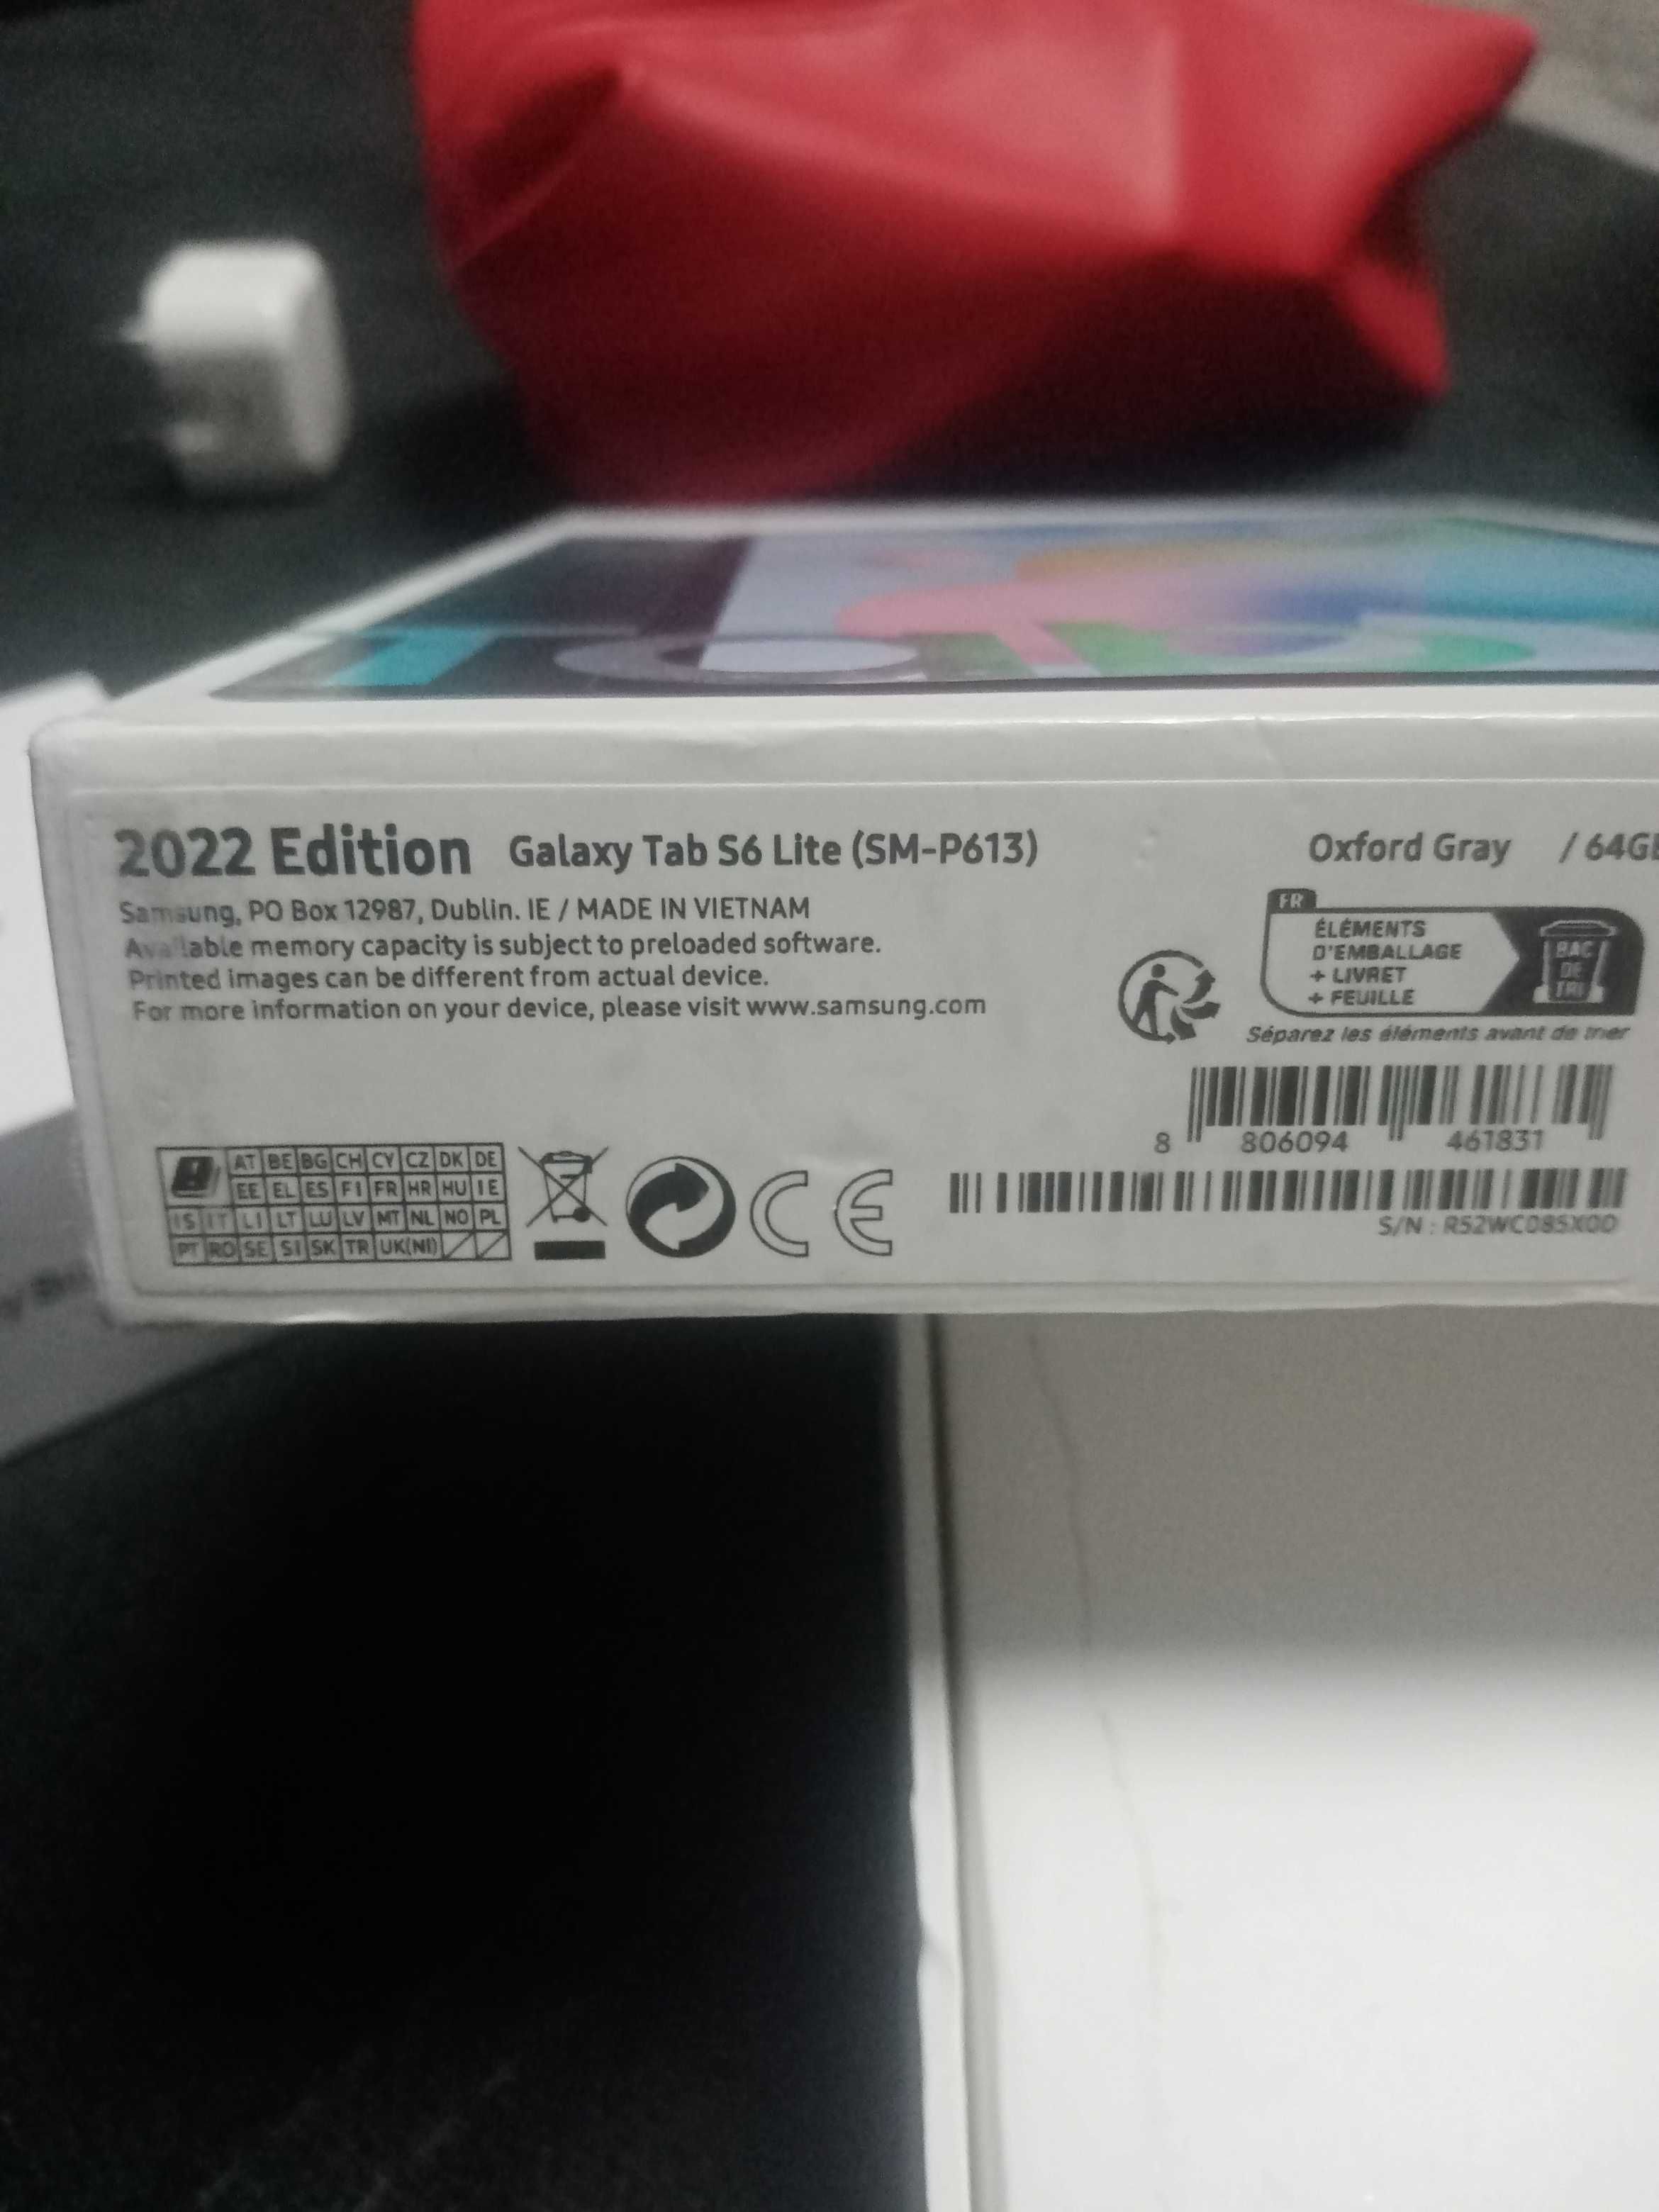 2022 Edition Galaxy Tab S6 Lite (SM-P613) Oxford Gray / 64GB
Samsung, PO Box 12987, Dublin. IE / MADE IN VIETNAM
Available memory capacity is subject to preloaded software.
Printed images can be different from actual device.
For more information on your device, please visit www.samsung.com
FR
ÉLÉMENTS
D'EMBALLAGE
+ LIVRET
+ FEUILLE
BAC
DE
TRI
Séparez les éléments avant de trier
8 806094 461831
S/N : R52WC085X0D
AT BE BG CH CY CZ DK DE
EE EL ES FI FR HR HU IE
IS IT LI LT LU LV MT NL NO PL
PT RO SE SI SK TR UK(NI)
CE